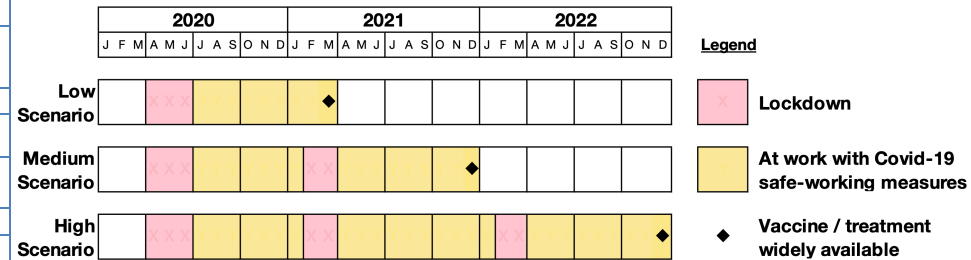 2020 2021 2022
J F M A M J J A S O N D J F M A M J J A S O N D J F M A M J J A S O N D
Legend
Low
Scenario
X X X
X
Lockdown
Medium
Scenario
X X X X X
At work with Covid-19
safe-working measures
High
Scenario
X X X X X X X
Vaccine / treatment
widely available